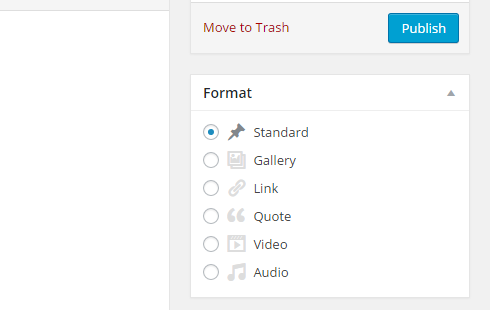 Move to Trash Publish
Format
Standard
Gallery
Link
Quote
Video
Audio